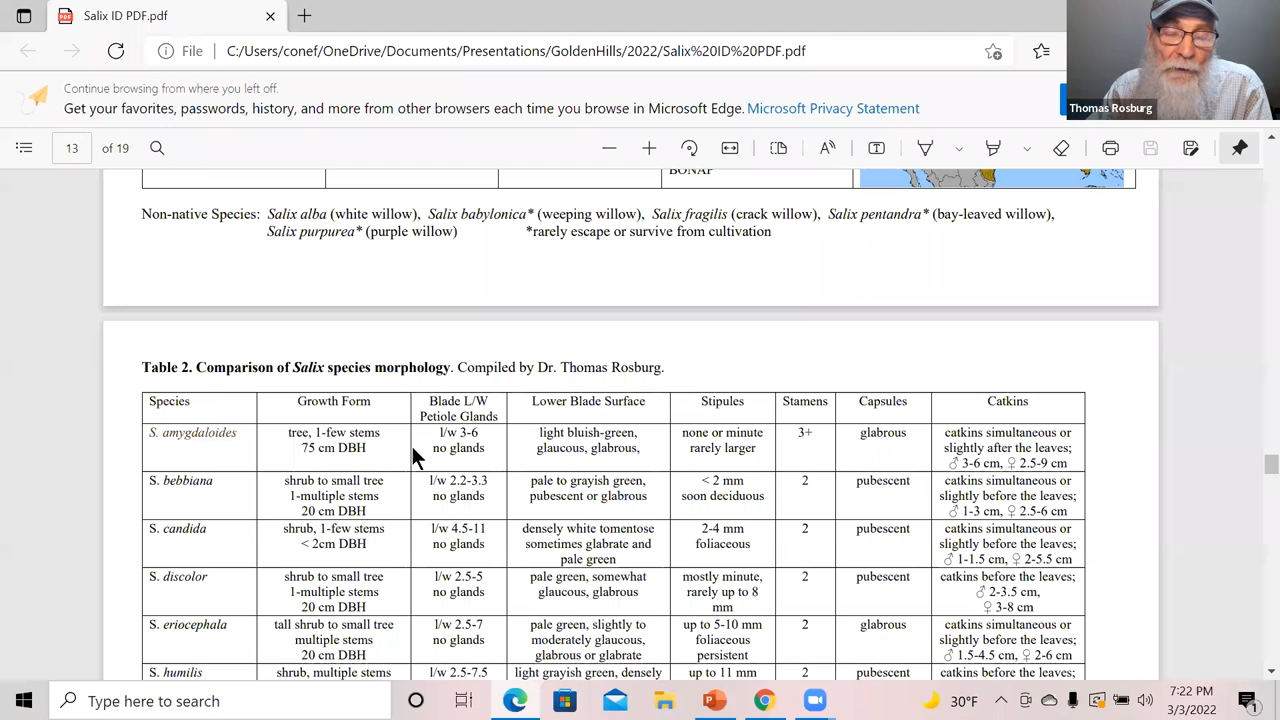 Salix ID PDF.pdf
File C:/Users/conef/OneDrive/Documents/Presentations/GoldenHills/2022/Salix%20ID%20PDF.pdf
Continue browsing from where you left off.
Get your favorites, passwords, history, and more from other browsers each time you browse in Microsoft Edge. Microsoft Privacy Statement
Thomas Rosburg
13 of 19
BONAP
Non-native Species: Salix alba (white willow), Salix babylonica* (weeping willow), Salix fragilis (crack willow), Salix pentandra* (bay-leaved willow),
Salix purpurea* (purple willow) *rarely escape or survive from cultivation
Table 2. Comparison of Salix species morphology. Compiled by Dr. Thomas Rosburg.
Species Growth Form Blade L/W Lower Blade Surface Stipules Stamens Capsules Catkins
Petiole Glands
S. amygdaloides tree, 1-few stems l/w 3-6 light bluish-green, none or minute 3+ glabrous catkins simultaneous or
75 cm DBH no glands glaucous, glabrous, rarely larger slightly after the leaves;
♂ 3-6 cm, ♀ 2.5-9 cm
S. bebbiana shrub to small tree l/w 2.2-3.3 pale to grayish green, < 2 mm 2 pubescent catkins simultaneous or
1-multiple stems no glands pubescent or glabrous soon deciduous slightly before the leaves;
20 cm DBH ♂ 1-3 cm, ♀ 2.5-6 cm
S. candida shrub, 1-few stems l/w 4.5-11 densely white tomentose 2-4 mm 2 pubescent catkins simultaneous or
< 2cm DBH no glands sometimes glabrate and foliaceous slightly before the leaves;
pale green ♂ 1-1.5 cm, ♀ 2-5.5 cm
S. discolor shrub to small tree l/w 2.5-5 pale green, somewhat mostly minute, 2 pubescent catkins before the leaves;
1-multiple stems no glands glaucous, glabrous rarely up to 8 ♂ 2-3.5 cm,
20 cm DBH mm ♀ 3-8 cm
S. eriocephala tall shrub to small tree l/w 2.5-7 pale green, slightly to up to 5-10 mm 2 glabrous catkins simultaneous or
multiple stems no glands moderately glaucous, foliaceous slightly before the leaves;
20 cm DBH glabrous or glabrate persistent ♂ 1.5-4.5 cm, ♀ 2-6 cm
S. humilis shrub, multiple stems l/w 2.5-7.5 light grayish green, densely up to 11 mm 2 pubescent catkins before the leaves;
Type here to search
30°F
7:22 PM
3/3/2022
1